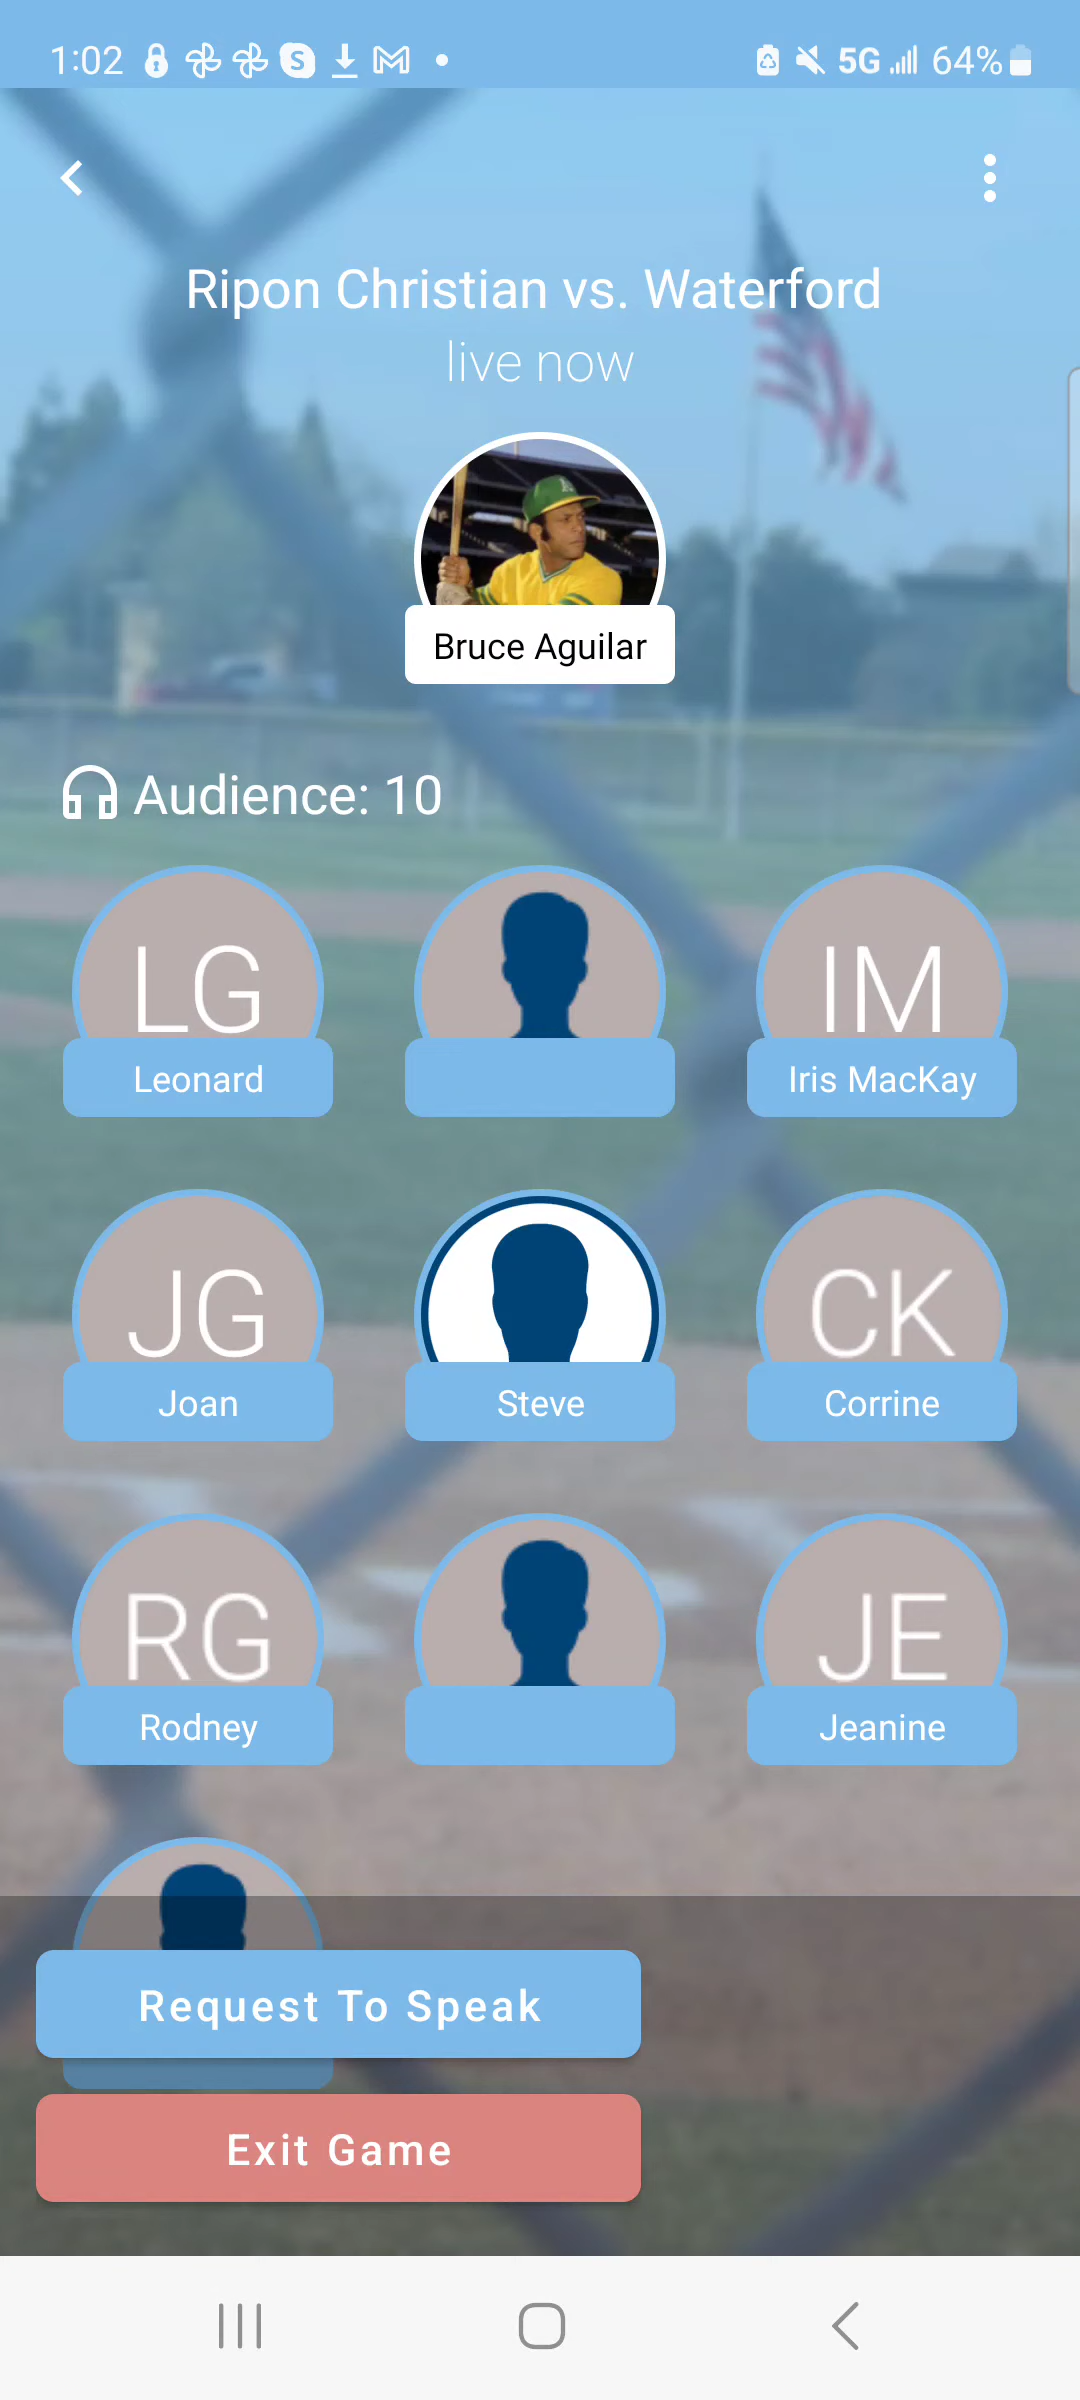 1:02 S 5G 64%
Ripon Christian vs. Waterford
live now
A
Bruce Aguilar
Audience: 10
LG IM
Leonard Iris MacKay
JG CK
Joan Steve Corrine
RG JE
Rodney Jeanine
Request To Speak
Exit Game